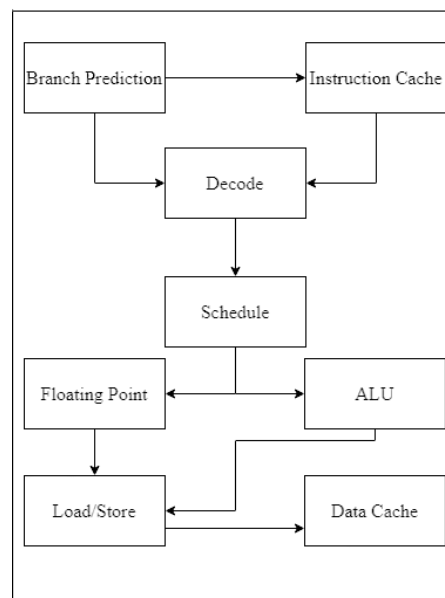 Branch Prediction
Instruction Cache
Decode
Schedule
Floating Point
ALU
Load/Store
Data Cache